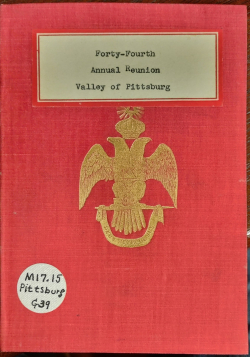 Forty-Fourth
Annual Reunion
Valley of Pittsburg
M17.15
Pittsburg
G39